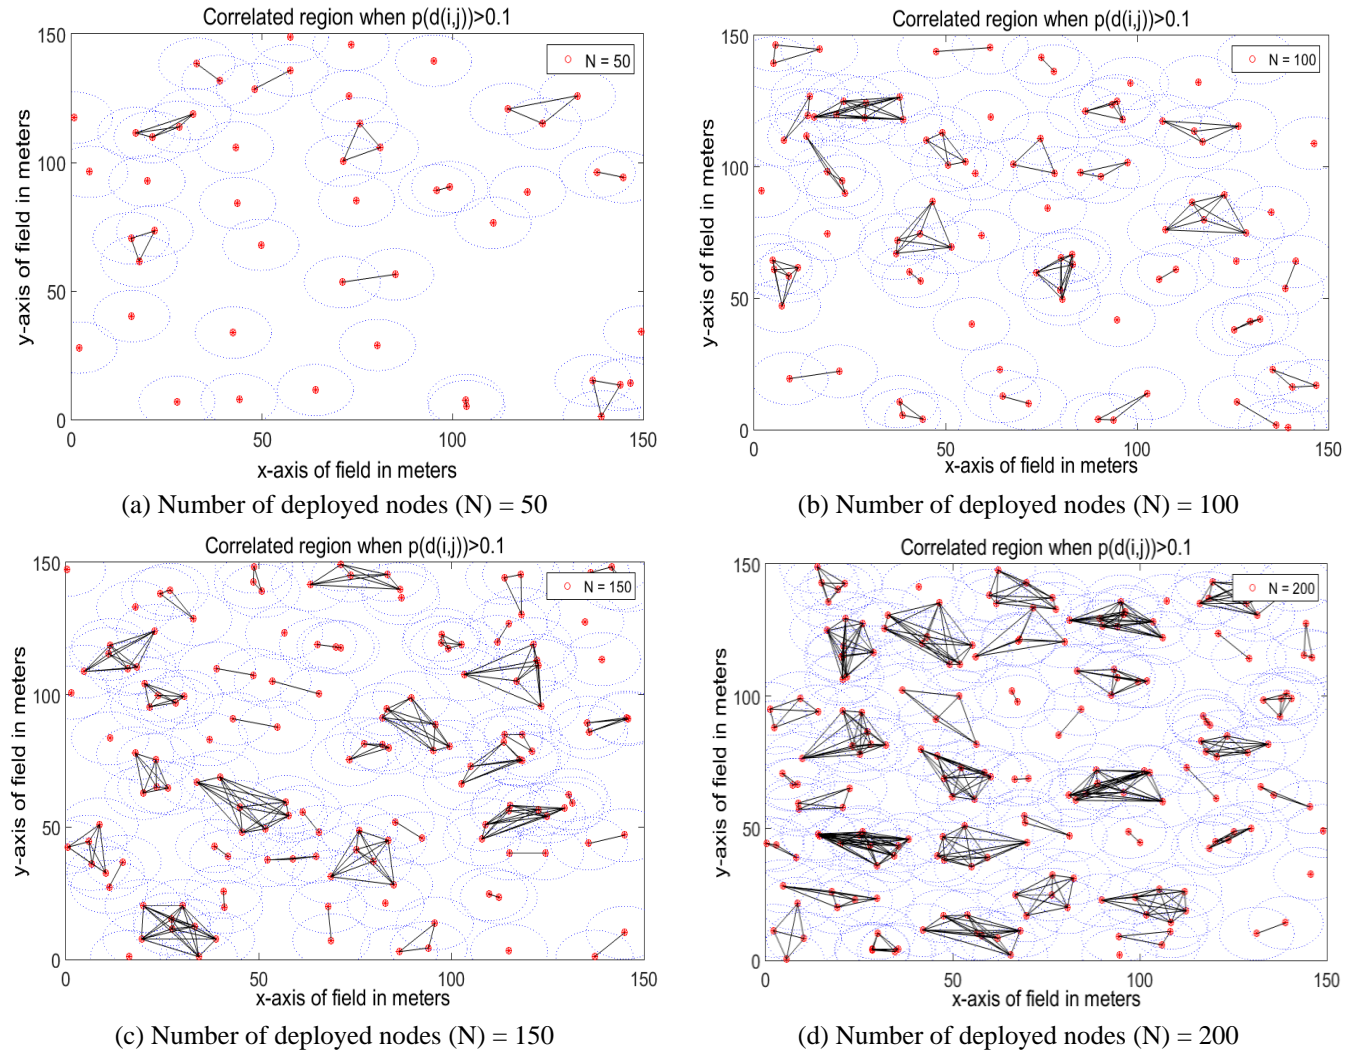 Correlated region when p(d(i,j))>0.1
150
100
50
0
0 50 100 150
y-axis of field in meters
x-axis of field in meters
N = 50
(a) Number of deployed nodes (N) = 50
Correlated region when p(d(i,j))>0.1
150
100
50
0
0 50 100 150
y-axis of field in meters
x-axis of field in meters
N = 100
(b) Number of deployed nodes (N) = 100
Correlated region when p(d(i,j))>0.1
150
100
50
0
0 50 100 150
y-axis of field in meters
x-axis of field in meters
N = 150
(c) Number of deployed nodes (N) = 150
Correlated region when p(d(i,j))>0.1
150
100
50
0
0 50 100 150
y-axis of field in meters
x-axis of field in meters
N = 200
(d) Number of deployed nodes (N) = 200